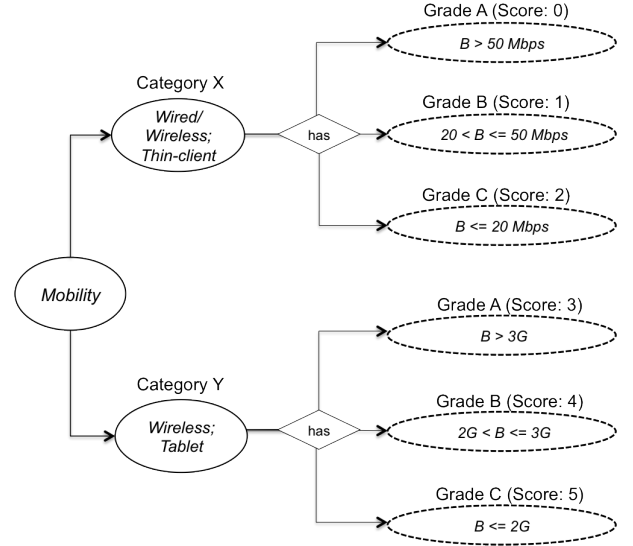 Grade A (Score: 0)
B > 50 Mbps
Category X
Wired/
Wireless;
Thin-client
has
Grade B (Score: 1)
20 < B <= 50 Mbps
Grade C (Score: 2)
B <= 20 Mbps
Mobility
Grade A (Score: 3)
B > 3G
Category Y
Wireless;
Tablet
has
Grade B (Score: 4)
2G < B <= 3G
Grade C (Score: 5)
B <= 2G